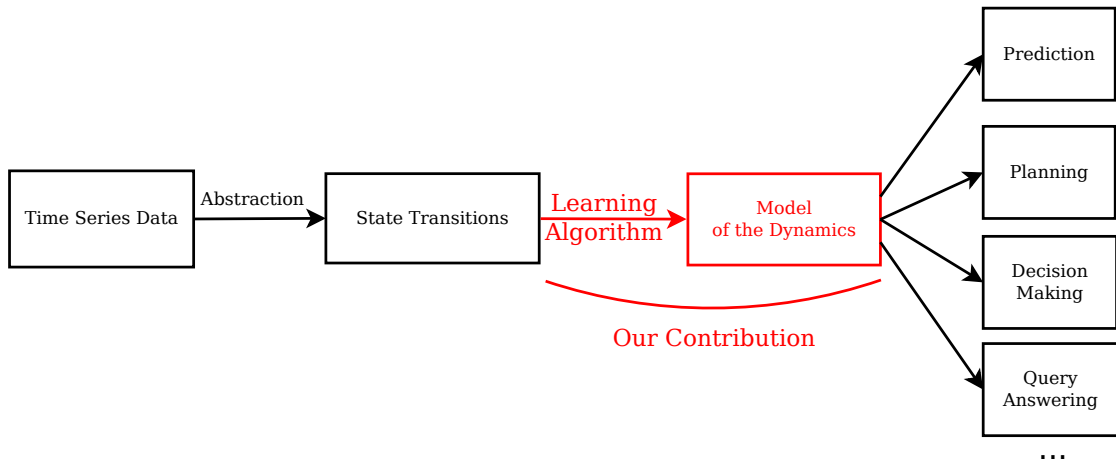 Time Series Data
Abstraction
State Transitions
Learning
Algorithm
Model
of the Dynamics
Our Contribution
Prediction
Planning
Decision
Making
Query
Answering
...